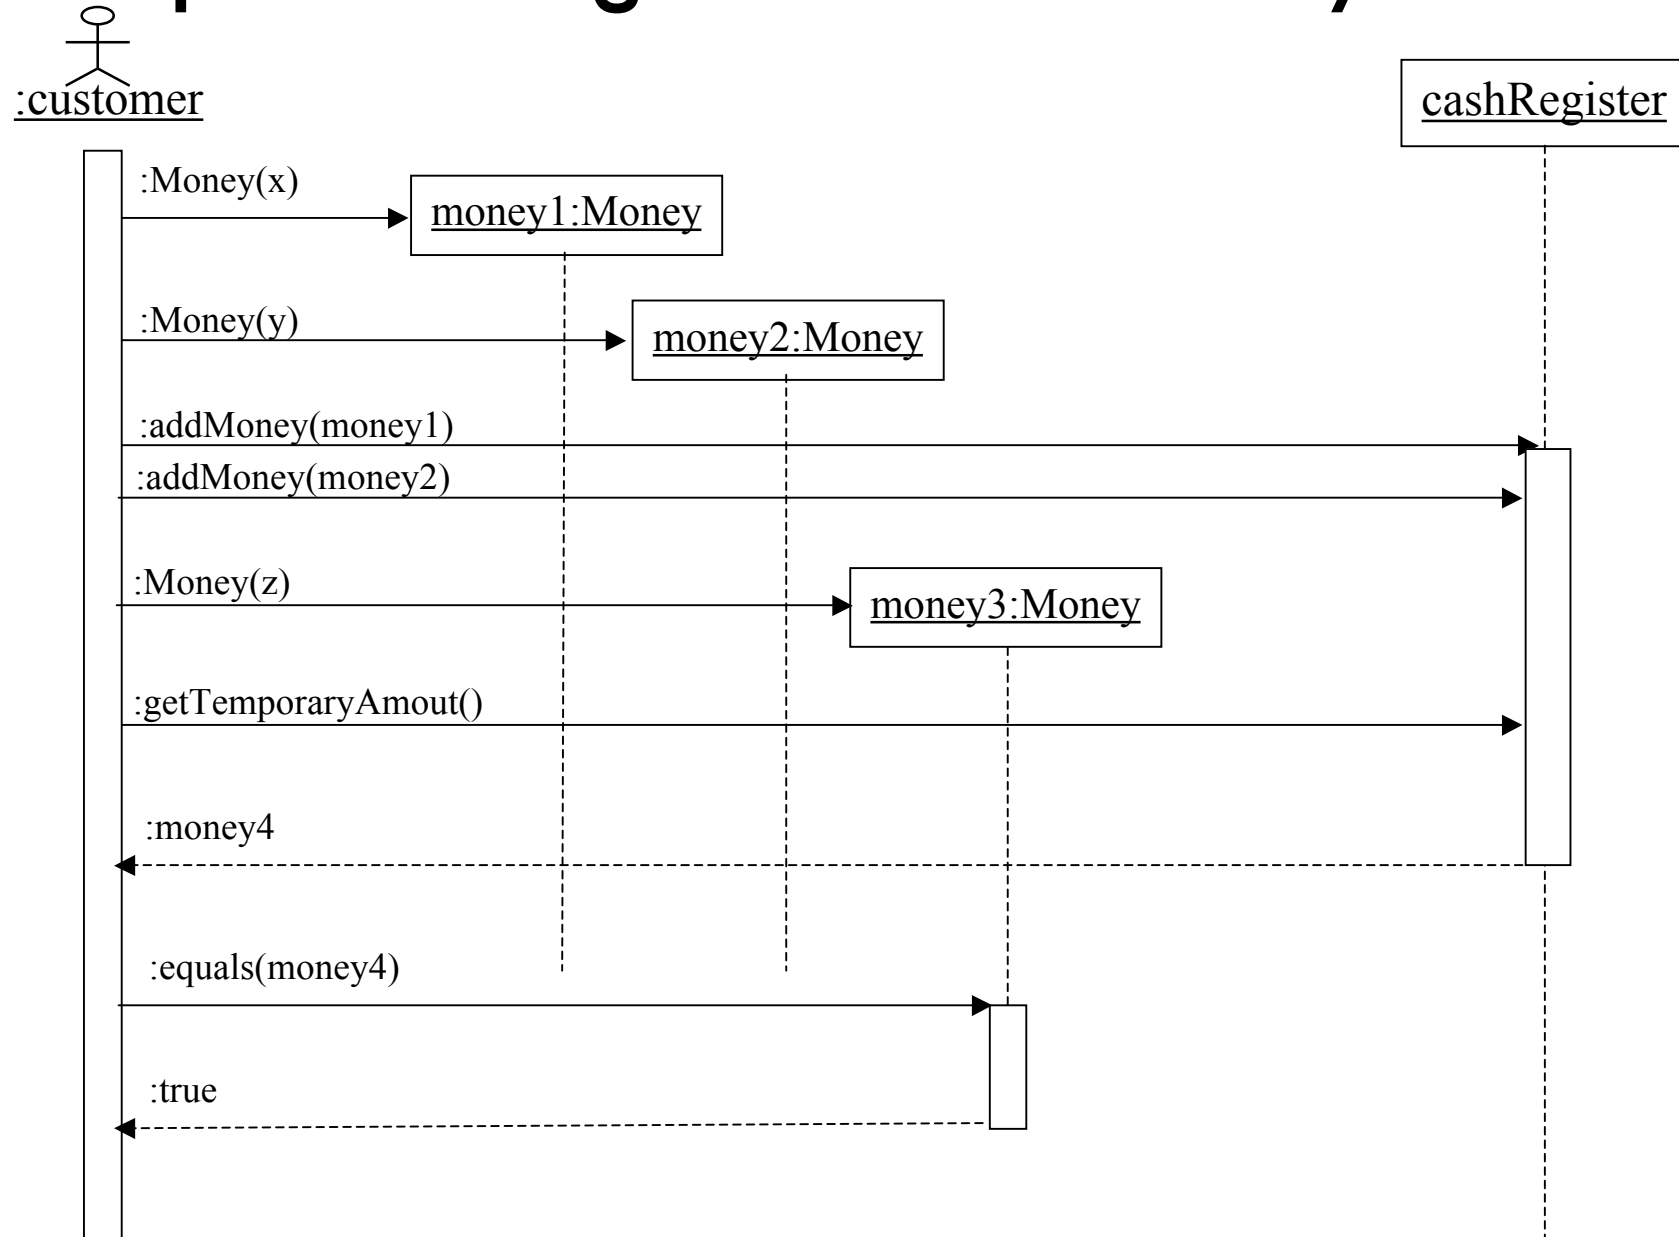 :customer
cashRegister
:Money(x)
money1:Money
:Money(y)
money2:Money
:addMoney(money1)
:addMoney(money2)
:Money(z)
money3:Money
:getTemporaryAmout()
:money4
:equals(money4)
:true